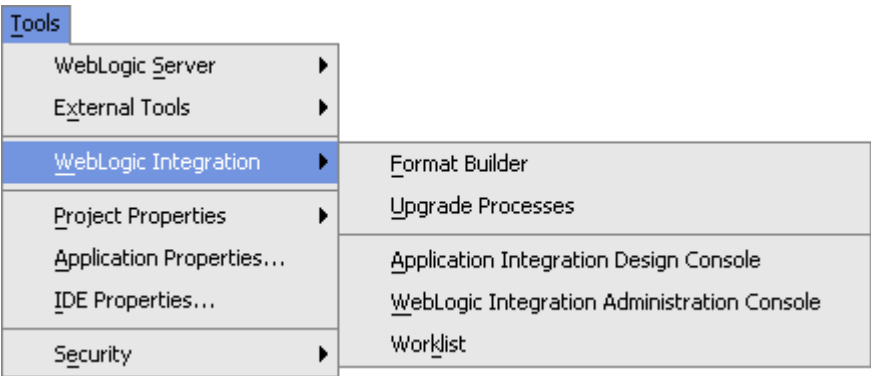 Tools
WebLogic Server
External Tools
WebLogic Integration
Project Properties
Application Properties...
IDE Properties...
Security
Format Builder
Upgrade Processes
Application Integration Design Console
WebLogic Integration Administration Console
Worklist